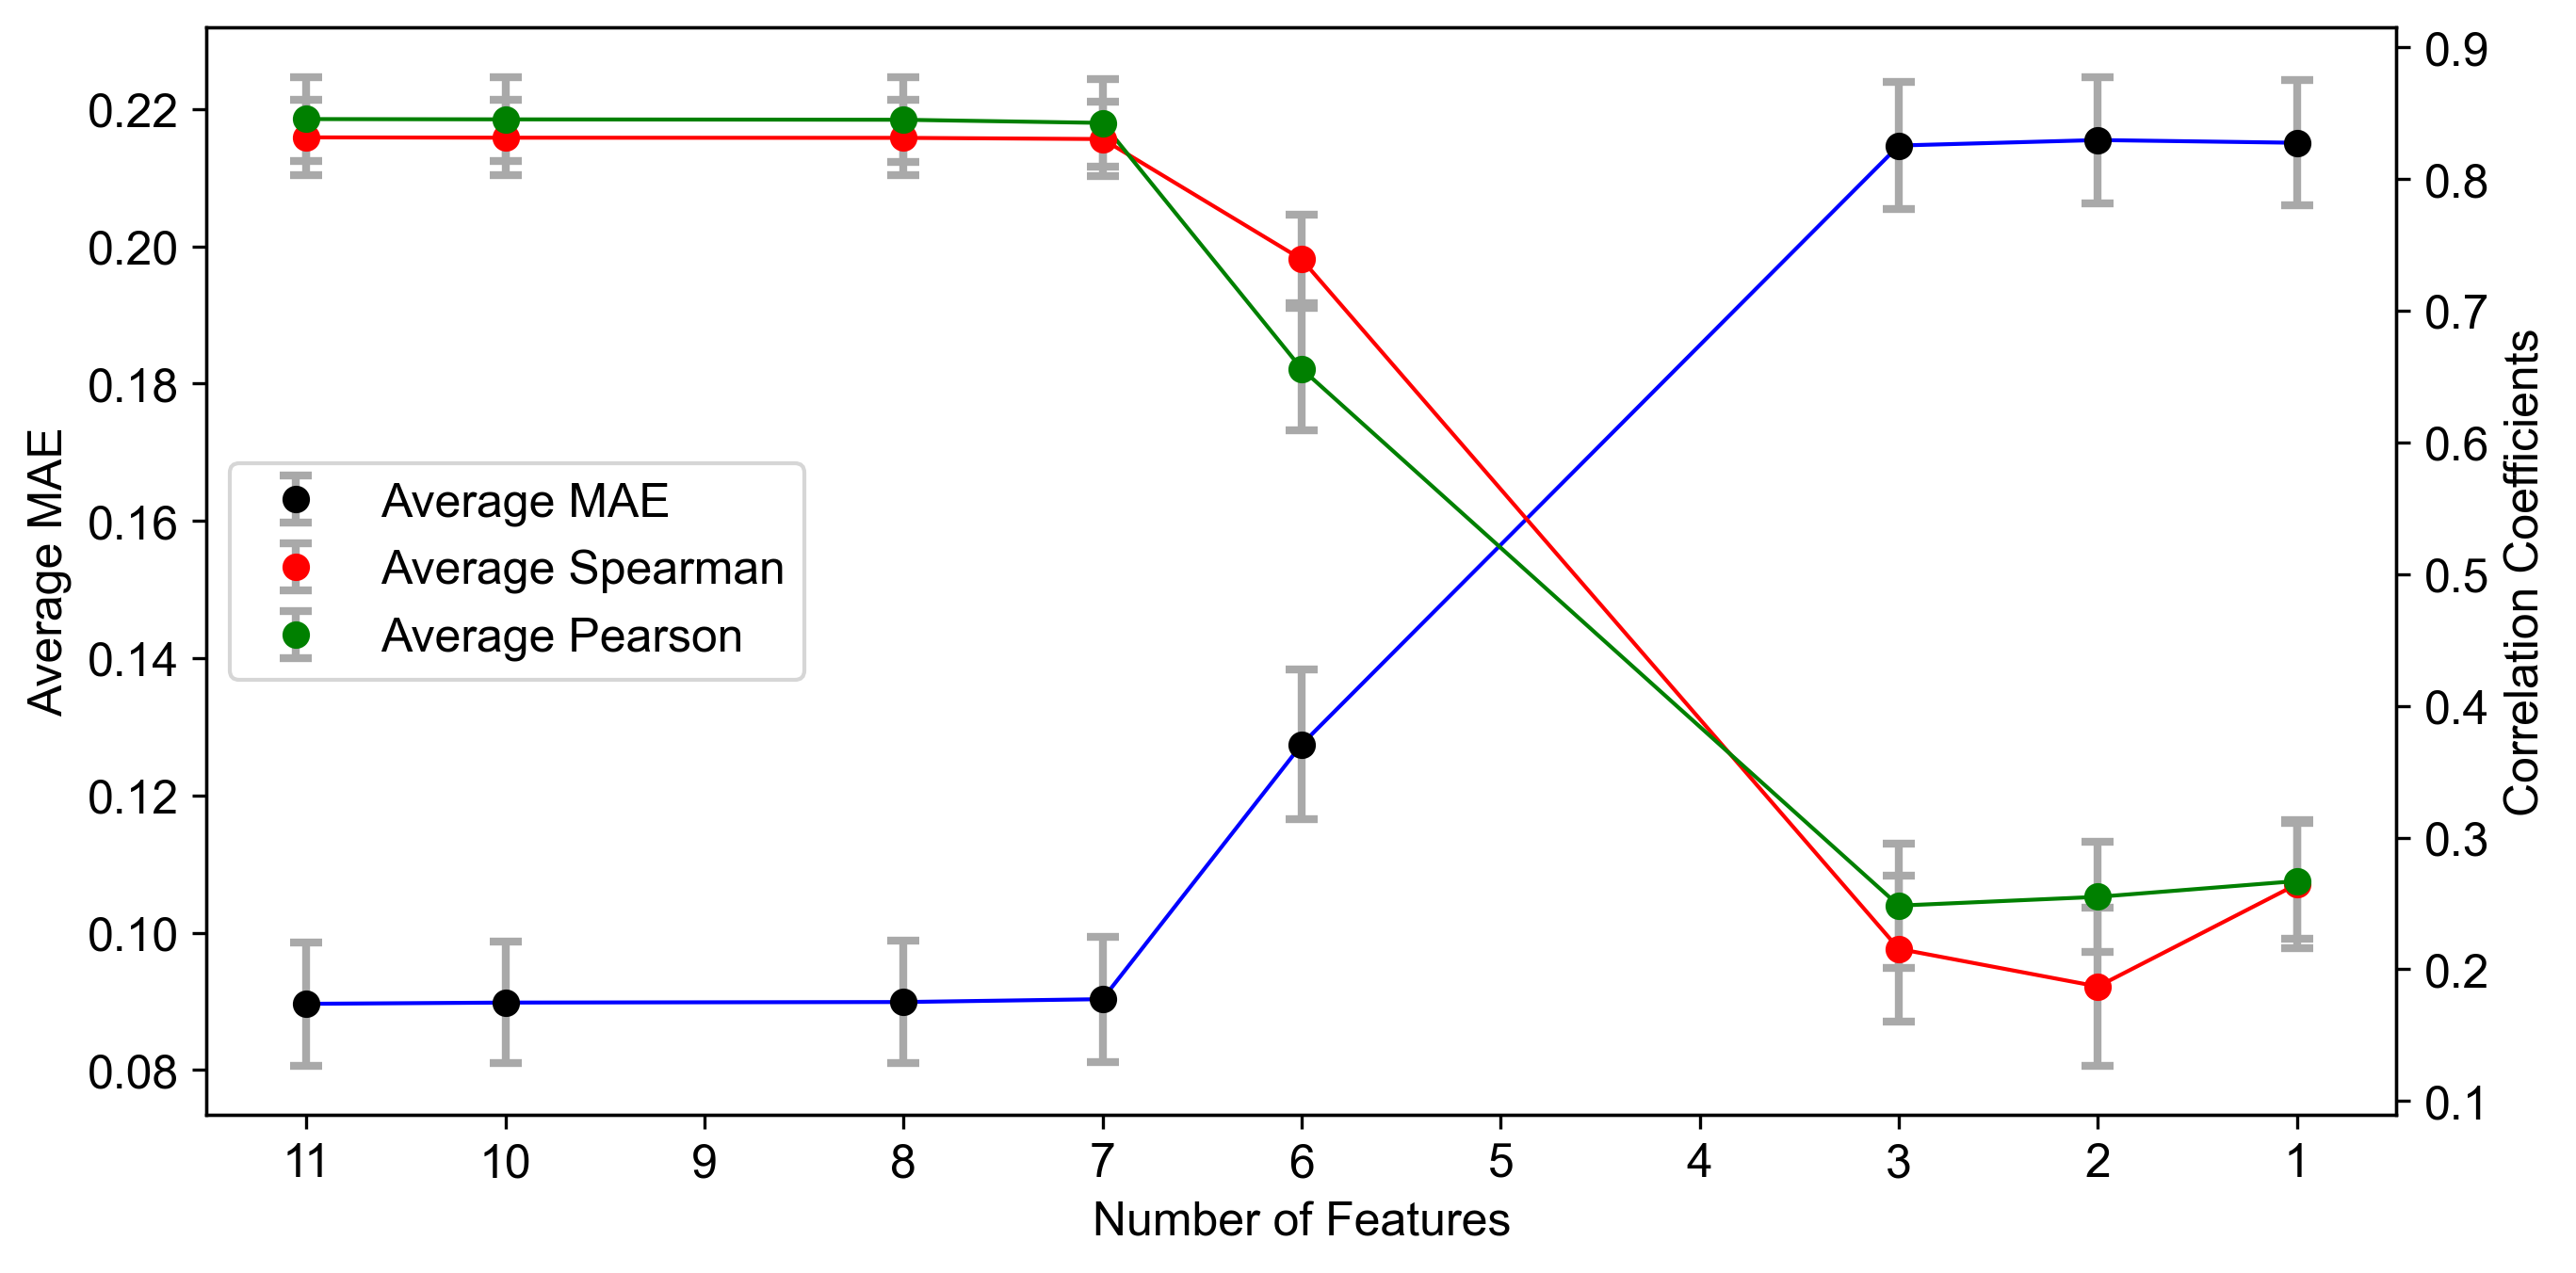 0.22
0.20
0.18
0.16
0.14
0.12
0.10
0.08
Average MAE
Average MAE
Average Spearman
Average Pearson
0.9
0.8
0.7
0.6
0.5
0.4
0.3
0.2
0.1
Correlation Coefficients
11 10 9 8 7 6 5 4 3 2 1
Number of Features